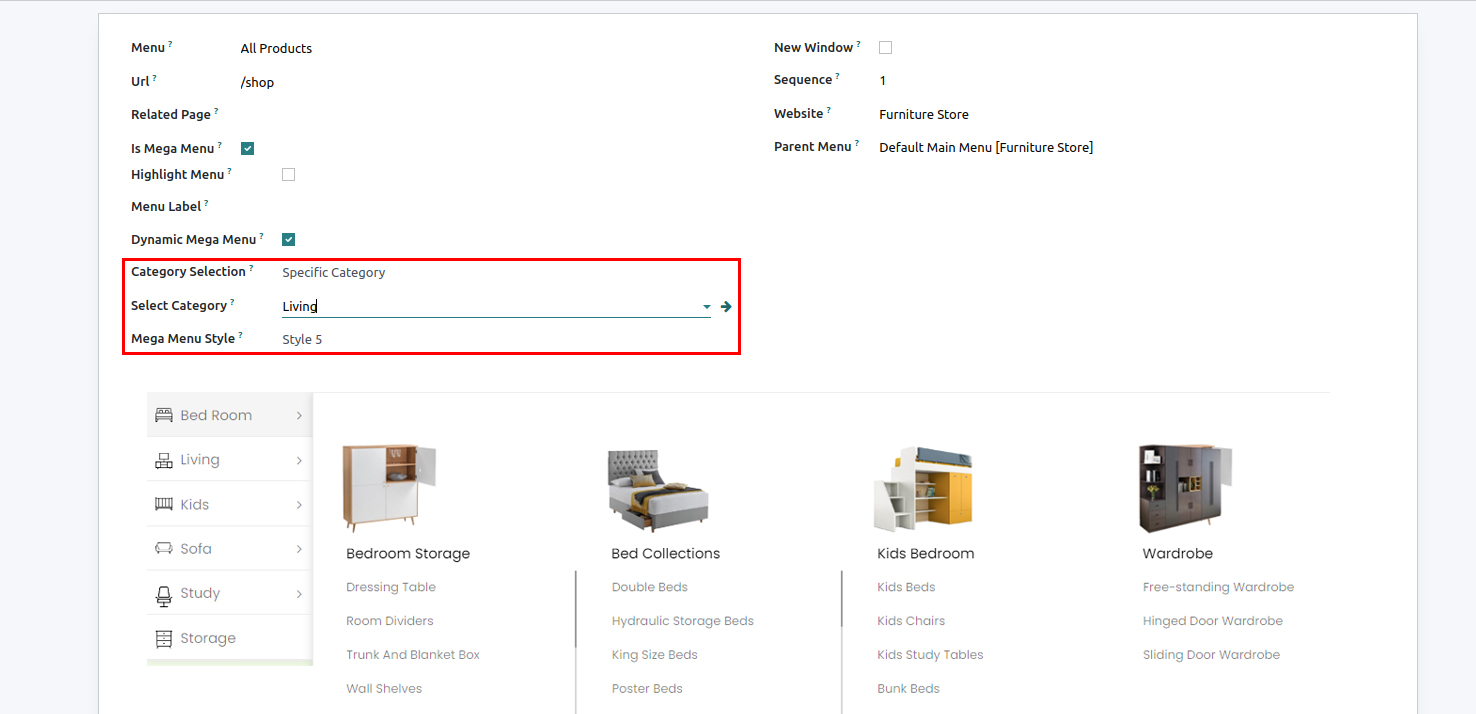 Menu ? All Products
Url ? /shop
Related Page ?
Is Mega Menu ?
Highlight Menu ?
Menu Label ?
Dynamic Mega Menu ?
Category Selection ? Specific Category
Select Category ? Living
Mega Menu Style ? Style 5
New Window ?
Sequence ? 1
Website ? Furniture Store
Parent Menu ? Default Main Menu [Furniture Store]
Bed Room
Living
Kids
Sofa
Study
Storage
Bedroom Storage
Dressing Table
Room Dividers
Trunk And Blanket Box
Wall Shelves
Bed Collections
Double Beds
Hydraulic Storage Beds
King Size Beds
Poster Beds
Kids Bedroom
Kids Beds
Kids Chairs
Kids Study Tables
Bunk Beds
Wardrobe
Free-standing Wardrobe
Hinged Door Wardrobe
Sliding Door Wardrobe